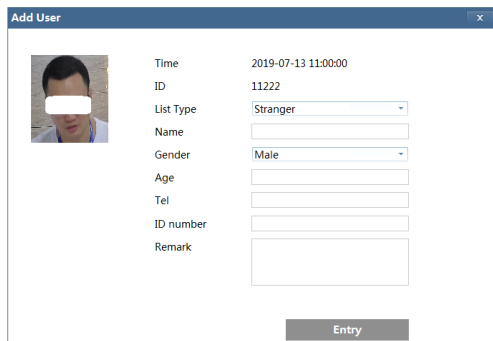 Add User x
Time 2019-07-13 11:00:00
ID 11222
List Type Stranger
Name
Gender Male
Age
Tel
ID number
Remark
Entry